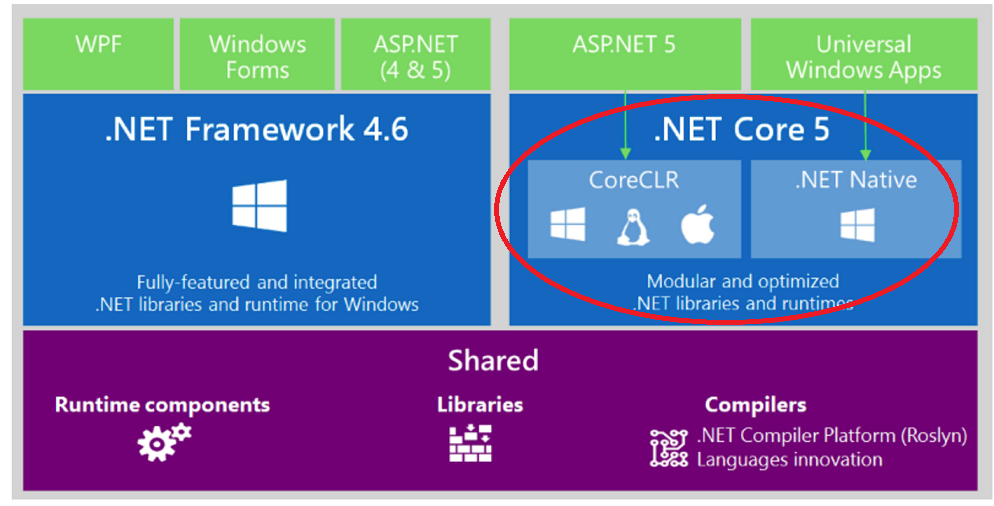 WPF
Windows
Forms
ASP.NET
(4 & 5)
ASP.NET 5
Universal
Windows Apps
.NET Framework 4.6
Fully-featured and integrated
.NET libraries and runtime for Windows
.NET Core 5
CoreCLR
.NET Native
Modular and optimized
.NET libraries and runtimes
Shared
Runtime components
Libraries
Compilers
.NET Compiler Platform (Roslyn)
Languages innovation